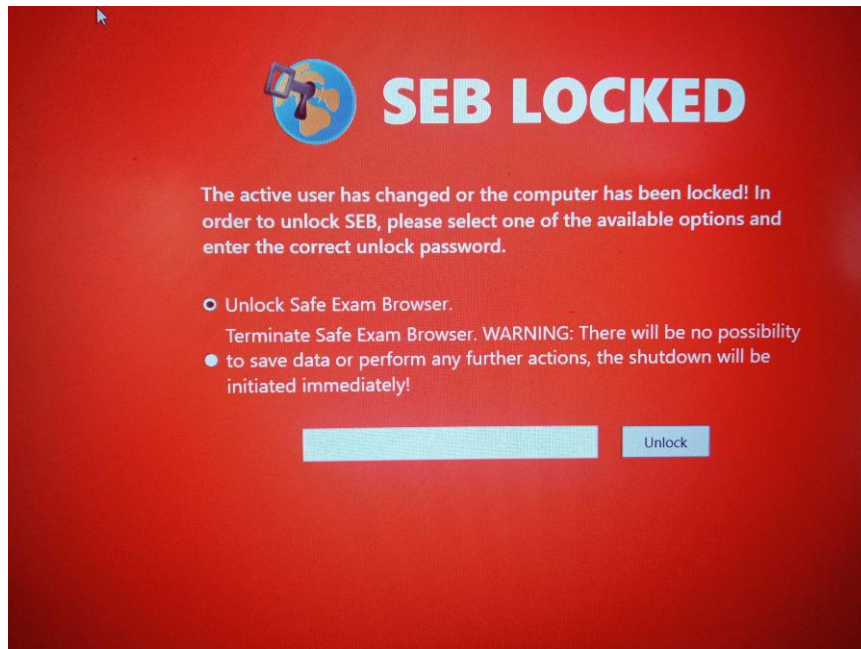 SEB LOCKED
The active user has changed or the computer has been locked! In
order to unlock SEB, please select one of the available options and
enter the correct unlock password.
Unlock Safe Exam Browser.
Terminate Safe Exam Browser. WARNING: There will be no possibility
to save data or perform any further actions, the shutdown will be
initiated immediately!
Unlock